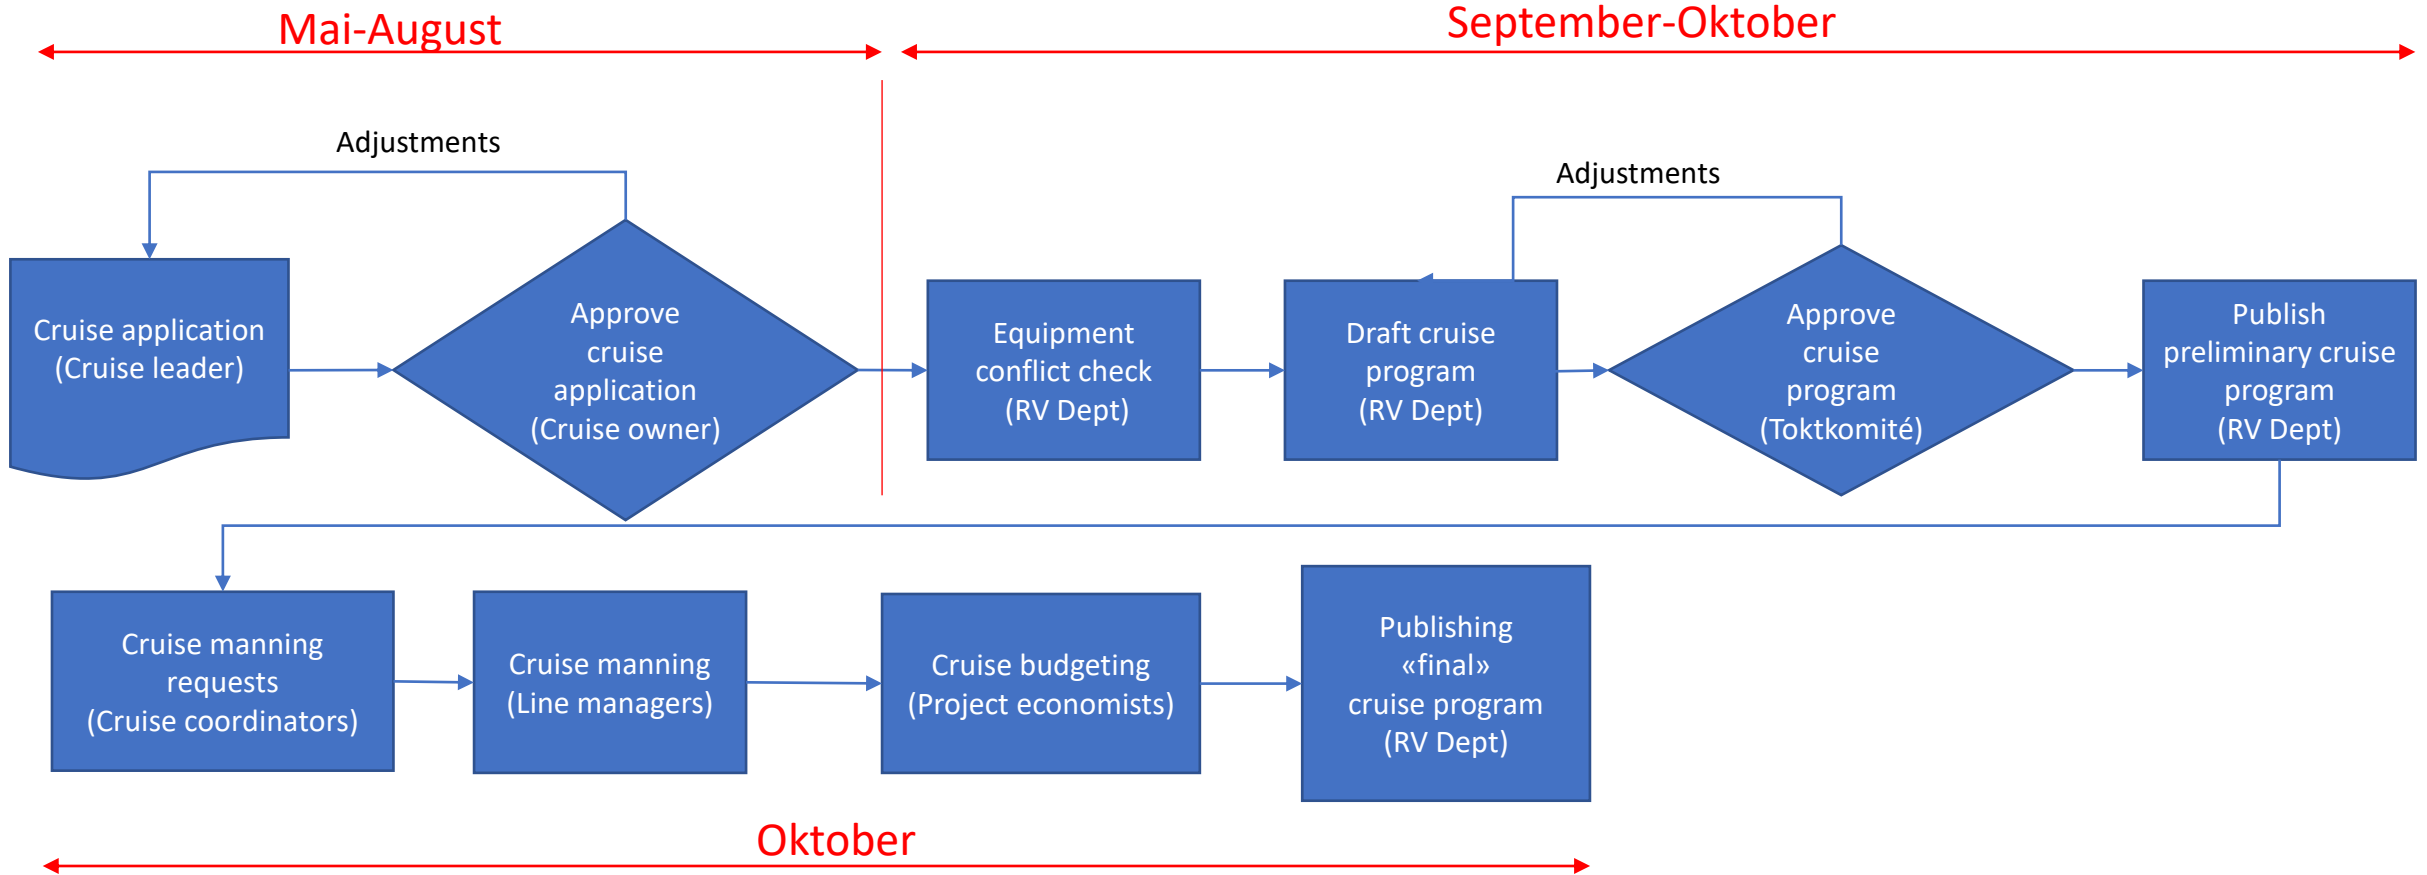 Mai-August
September-Oktober
Adjustments
Adjustments
Cruise application
(Cruise leader)
Approve
cruise
application
(Cruise owner)
Equipment
conflict check
(RV Dept)
Draft cruise
program
(RV Dept)
Approve
cruise
program
(Toktkomité)
Publish
preliminary cruise
program
(RV Dept)
Cruise manning
requests
(Cruise coordinators)
Cruise manning
(Line managers)
Cruise budgeting
(Project economists)
Publishing
«final»
cruise program
(RV Dept)
Oktober